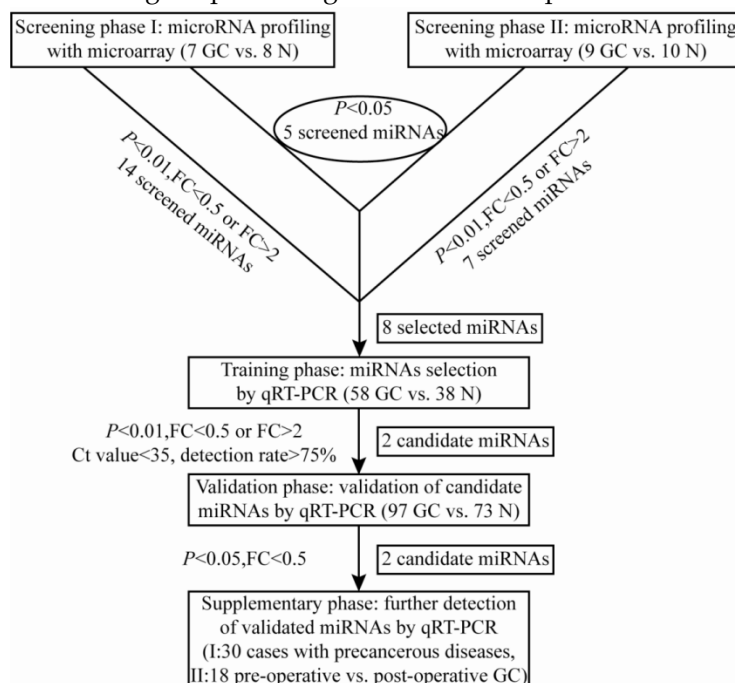 Screening phase I: microRNA profiling
with microarray (7 GC vs. 8 N)
Screening phase II: microRNA profiling
with microarray (9 GC vs. 10 N)
P<0.05
5 screened miRNAs
P<0.01,FC<0.5 or FC>2
14 screened miRNAs
P<0.01,FC<0.5 or FC>2
7 screened miRNAs
8 selected miRNAs
Training phase: miRNAs selection
by qRT-PCR (58 GC vs. 38 N)
P<0.01,FC<0.5 or FC>2
Ct value<35, detection rate>75%
2 candidate miRNAs
Validation phase: validation of candidate
miRNAs by qRT-PCR (97 GC vs. 73 N)
P<0.05,FC<0.5
2 candidate miRNAs
Supplementary phase: further detection
of validated miRNAs by qRT-PCR
(I:30 cases with precancerous diseases,
II:18 pre-operative vs. post-operative GC)